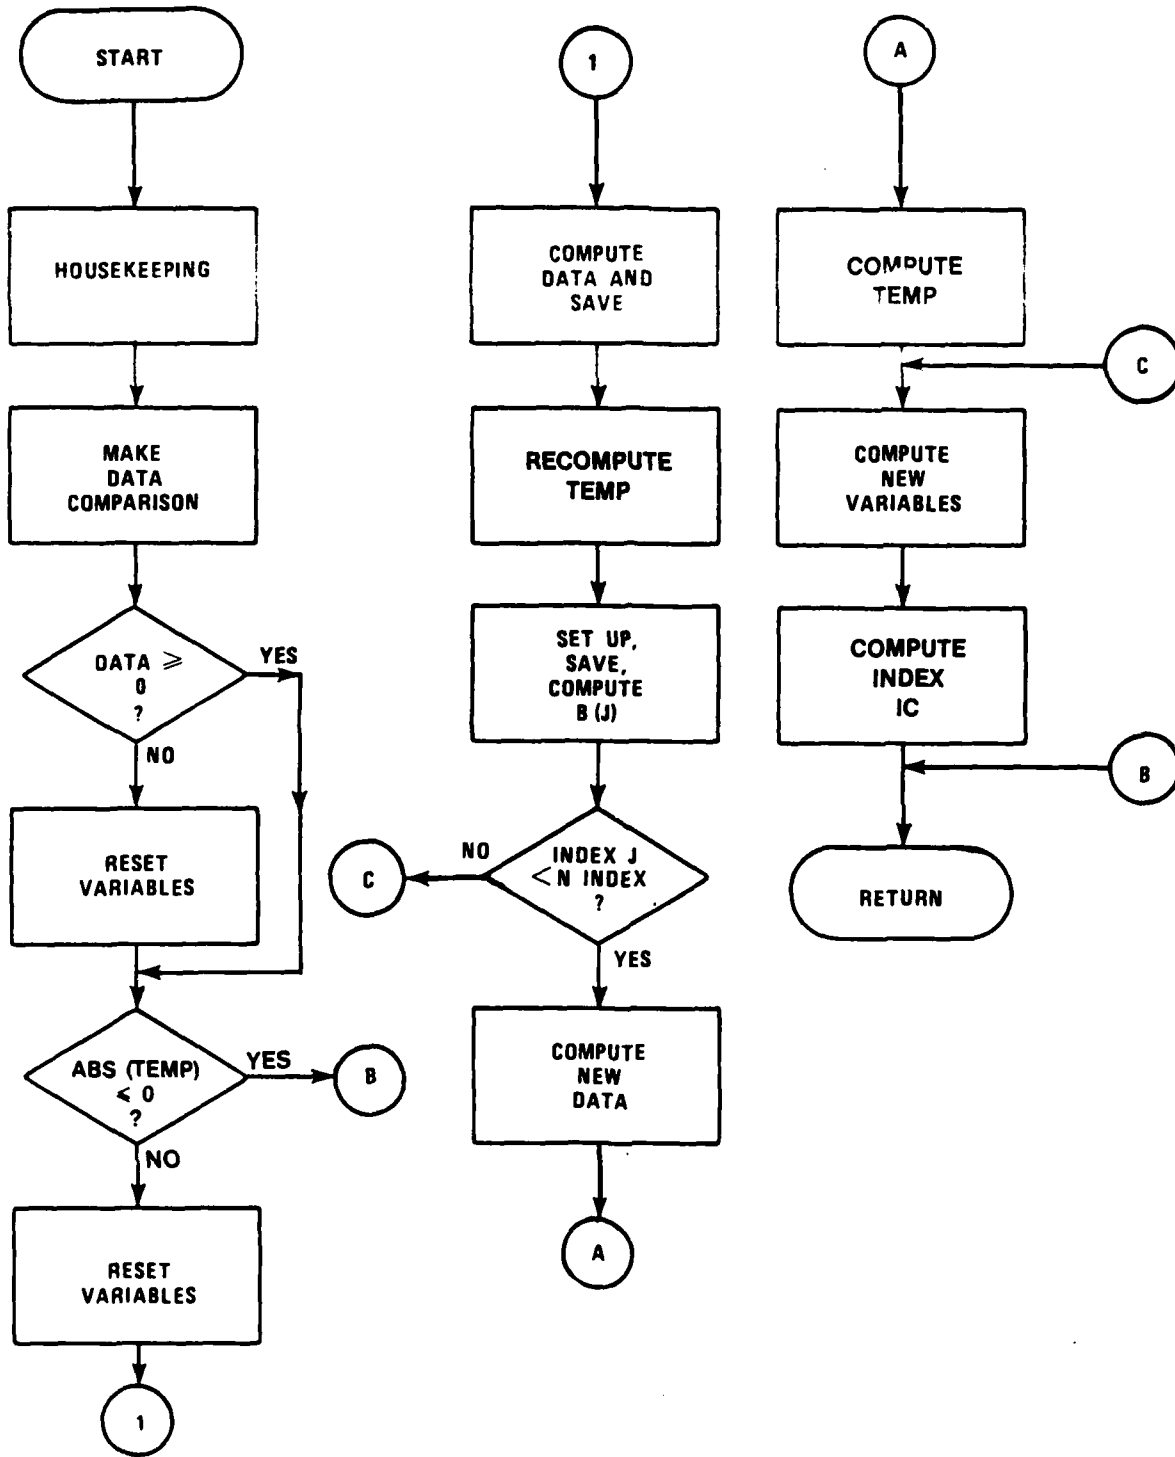 START
HOUSEKEEPING
MAKE
DATA
COMPARISON
DATA ⩾
0
?
YES
NO
RESET
VARIABLES
ABS (TEMP)
⩽ 0
?
YES
B
NO
RESET
VARIABLES
1
1
COMPUTE
DATA AND
SAVE
RECOMPUTE
TEMP
SET UP,
SAVE,
COMPUTE
B (J)
INDEX J
< N INDEX
?
NO
C
YES
COMPUTE
NEW
DATA
A
A
COMPUTE
TEMP
C
COMPUTE
NEW
VARIABLES
COMPUTE
INDEX
IC
B
RETURN